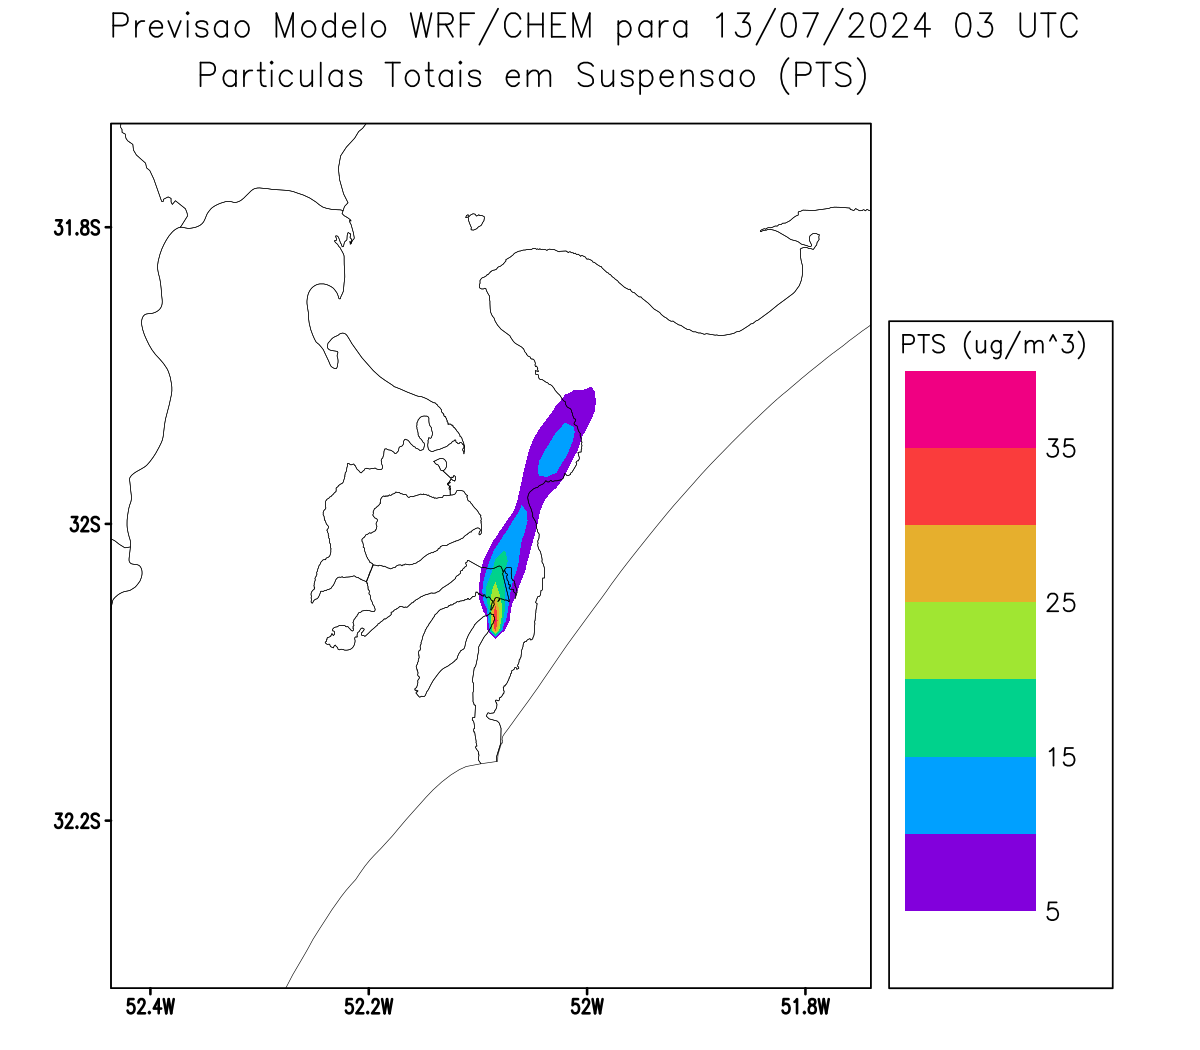 Previsao Modelo WRF/CHEM para 13/07/2024 03 UTC
Particulas Totais em Suspensao (PTS)
31.8S
32S
32.2S
52.4W
52.2W
52W
51.8W
PTS (ug/m^3)
35
25
15
5